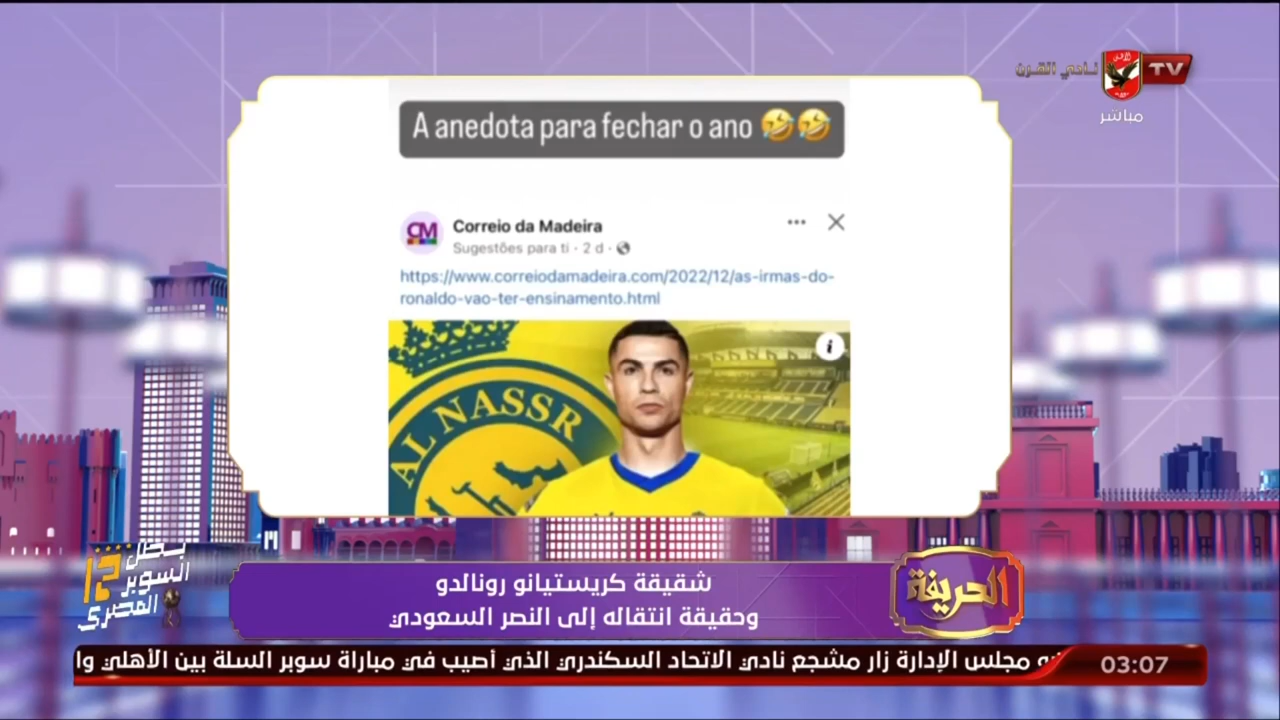 نادي القرن
TV
مباشر
A anedota para fechar o ano 🤣🤣
CM
Correio da Madeira
Sugestões para ti · 2 d ·
https://www.correiodamadeira.com/2022/12/as-irmas-do-
ronaldo-vao-ter-ensinamento.html
AL NASSR
بطل
السوبر 12
المصري
شقيقة كريستيانو رونالدو
وحقيقة انتقاله إلى النصر السعودي
الحريفة
مجلس الإدارة زار مشجع نادي الاتحاد السكندري الذي أصيب في مباراة سوبر السلة بين الأهلي وا
03:07